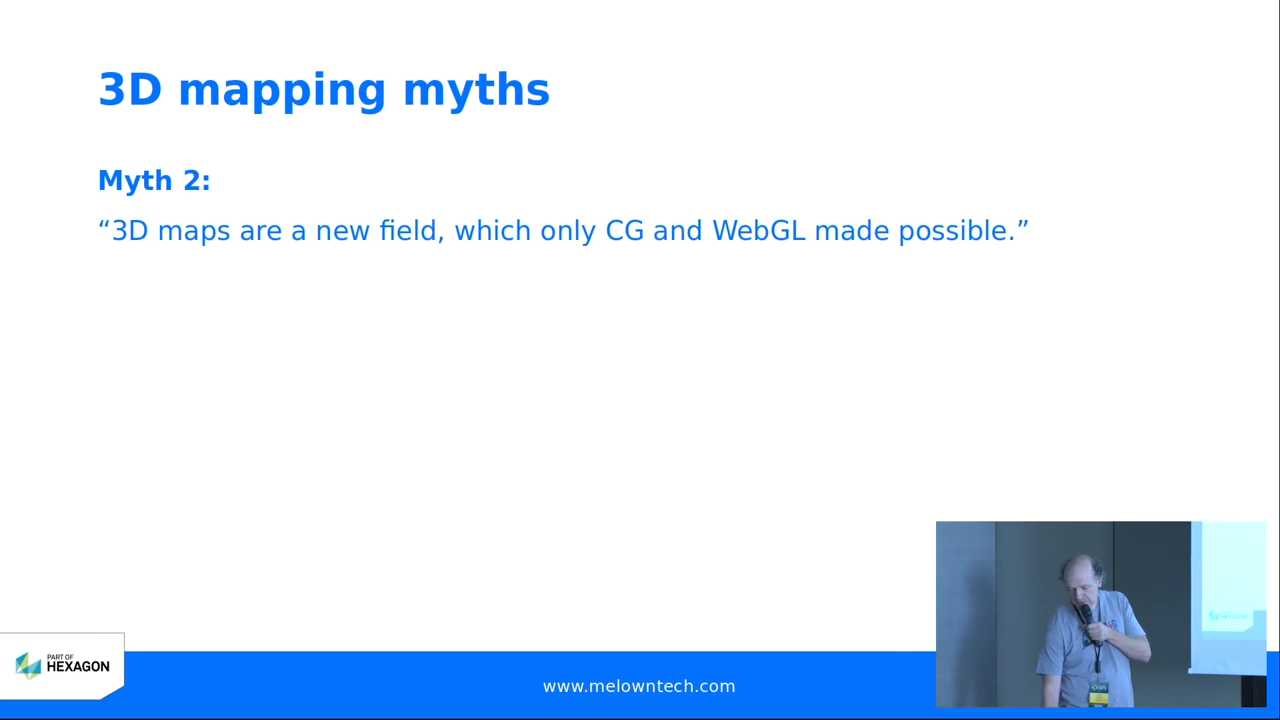 3D mapping myths
Myth 2:
“3D maps are a new field, which only CG and WebGL made possible.”
PART OF
HEXAGON
www.melowntech.com
HEXAGON